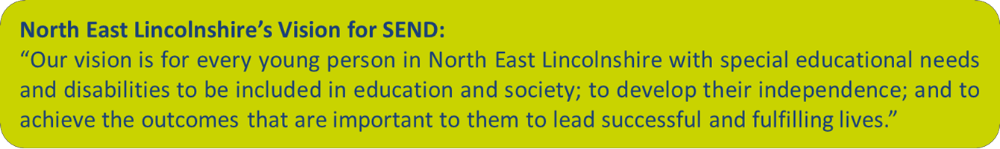 North East Lincolnshire’s Vision for SEND:
“Our vision is for every young person in North East Lincolnshire with special educational needs
and disabilities to be included in education and society; to develop their independence; and to
achieve the outcomes that are important to them to lead successful and fulfilling lives.”